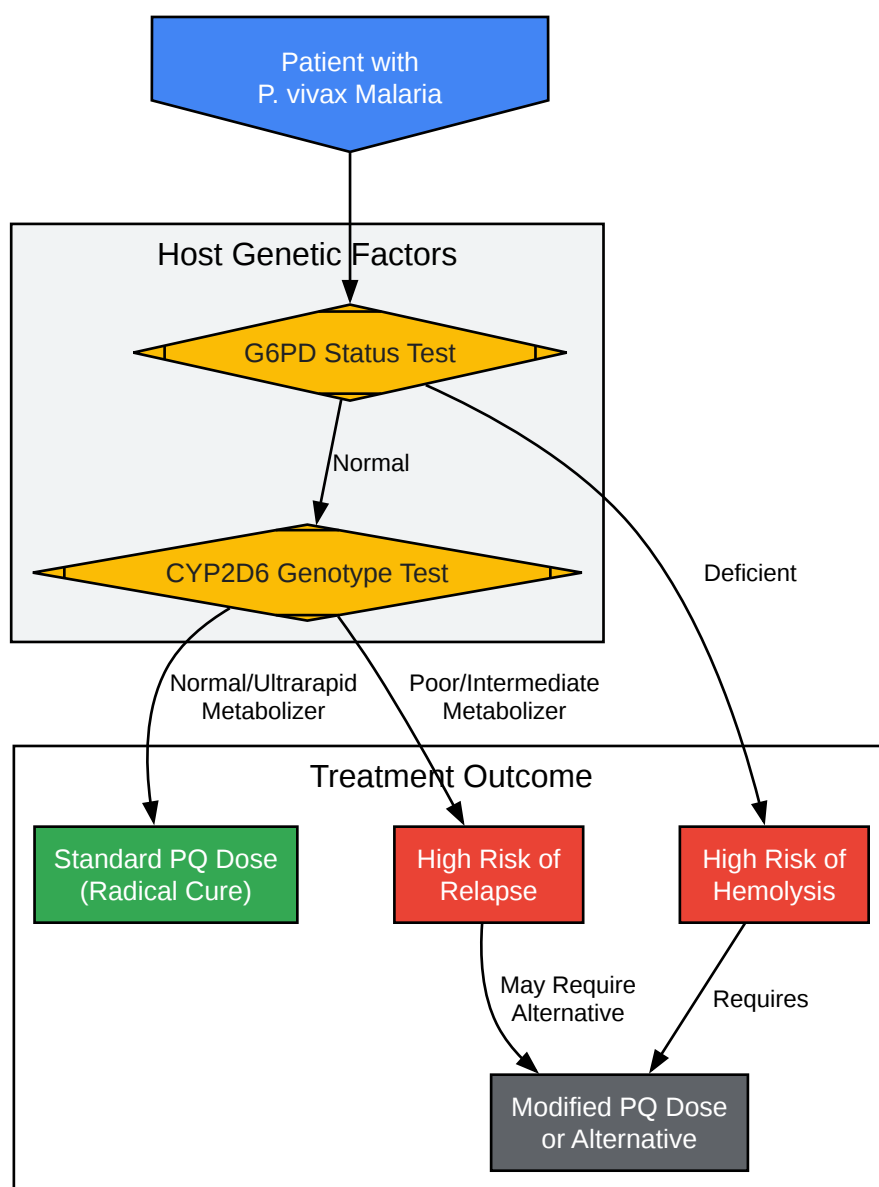 Patient with
P. vivax Malaria
Host Genetic Factors
G6PD Status Test
Normal
CYP2D6 Genotype Test
Deficient
Normal/Ultrarapid
Metabolizer
Poor/Intermediate
Metabolizer
Treatment Outcome
Standard PQ Dose
(Radical Cure)
High Risk of
Relapse
High Risk of
Hemolysis
May Require
Alternative
Requires
Modified PQ Dose
or Alternative